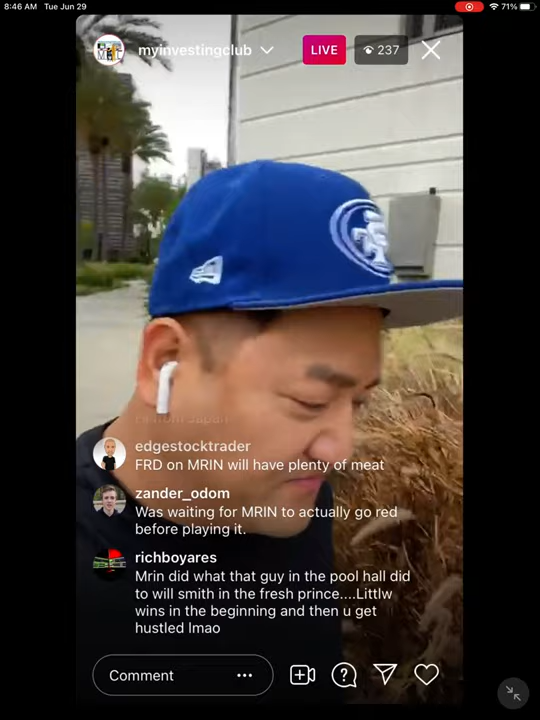 8:46 AM Tue Jun 29
71%
myinvestingclub
LIVE
237
from Japan
edgestocktrader
FRD on MRIN will have plenty of meat
zander_odom
Was waiting for MRIN to actually go red
before playing it.
richboyares
Mrin did what that guy in the pool hall did
to will smith in the fresh prince....Littlw
wins in the beginning and then u get
hustled lmao
Comment